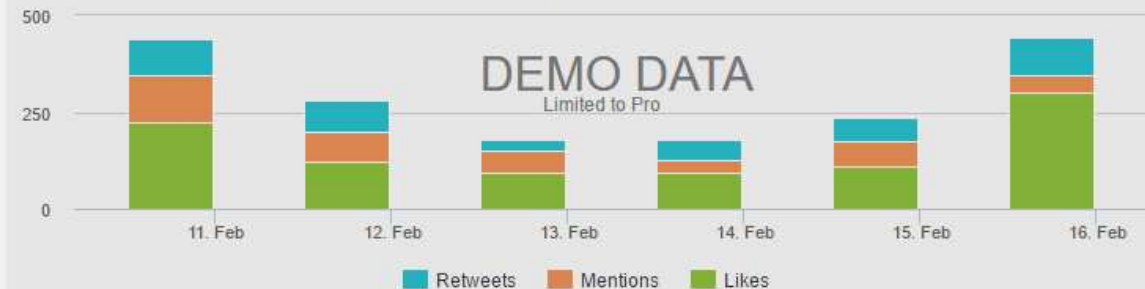 500
DEMO DATA
Limited to Pro
250
0
11. Feb 12. Feb 13. Feb 14. Feb 15. Feb 16. Feb
Retweets Mentions Likes